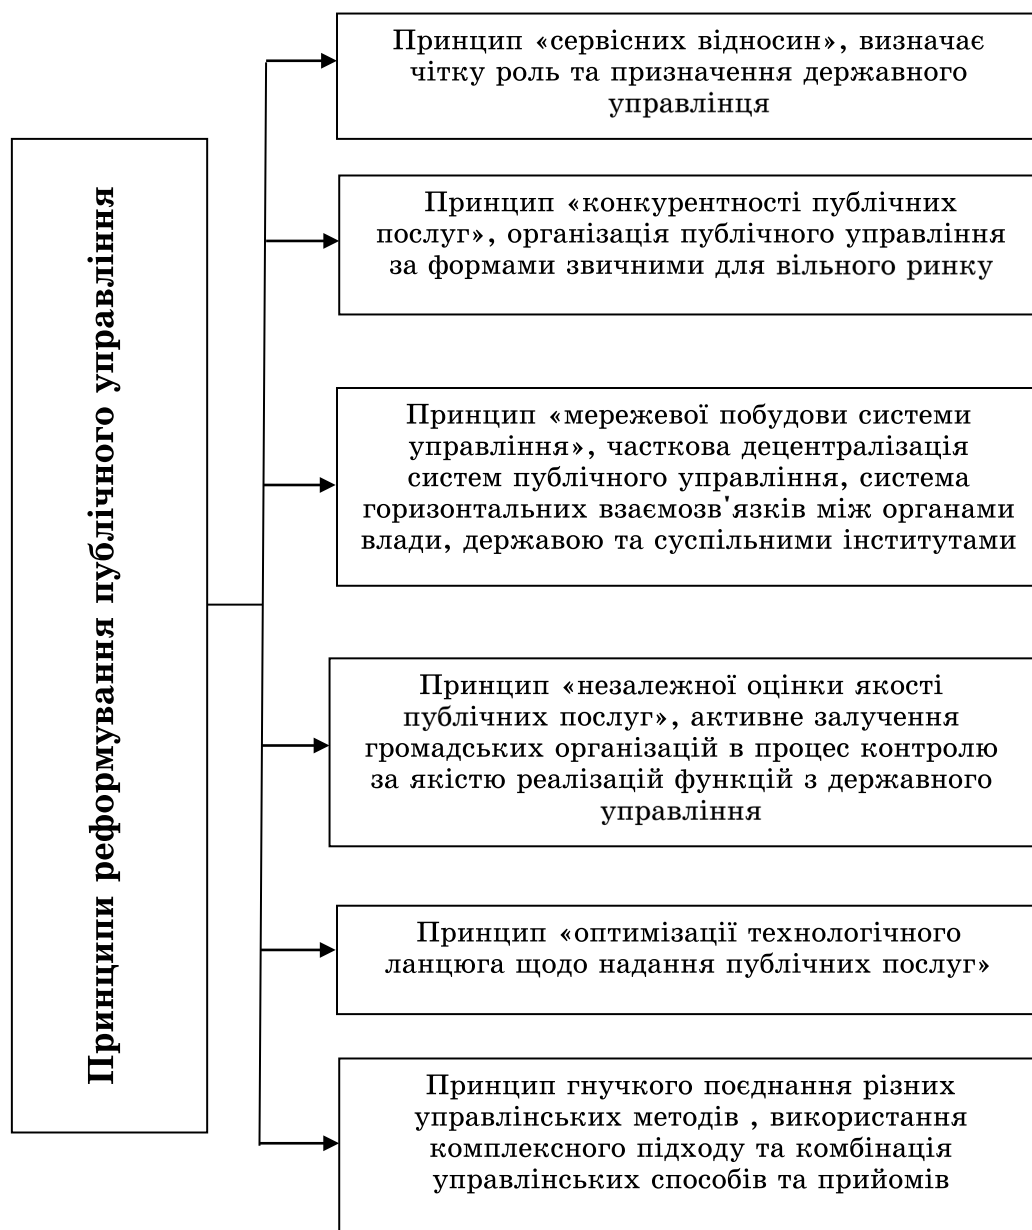 Принципи реформування публічного управління
Принцип «сервісних відносин», визначає
чітку роль та призначення державного
управлінця
Принцип «конкурентності публічних
послуг», організація публічного управління
за формами звичними для вільного ринку
Принцип «мережевої побудови системи
управління», часткова децентралізація
систем публічного управління, система
горизонтальних взаємозв'язків між органами
влади, державою та суспільними інститутами
Принцип «незалежної оцінки якості
публічних послуг», активне залучення
громадських організацій в процес контролю
за якістю реалізацій функцій з державного
управління
Принцип «оптимізації технологічного
ланцюга щодо надання публічних послуг»
Принцип гнучкого поєднання різних
управлінських методів , використання
комплексного підходу та комбінація
управлінських способів та прийомів